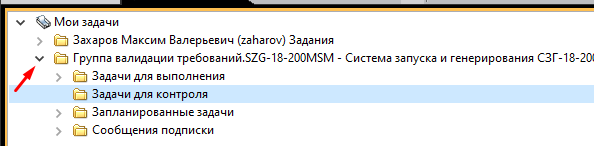 Мои задачи
Захаров Максим Валерьевич (zaharov) Задания
Группа валидации требований.SZG-18-200MSM - Система запуска и генерирования СЗГ-18-200
Задачи для выполнения
Задачи для контроля
Запланированные задачи
Сообщения подписки